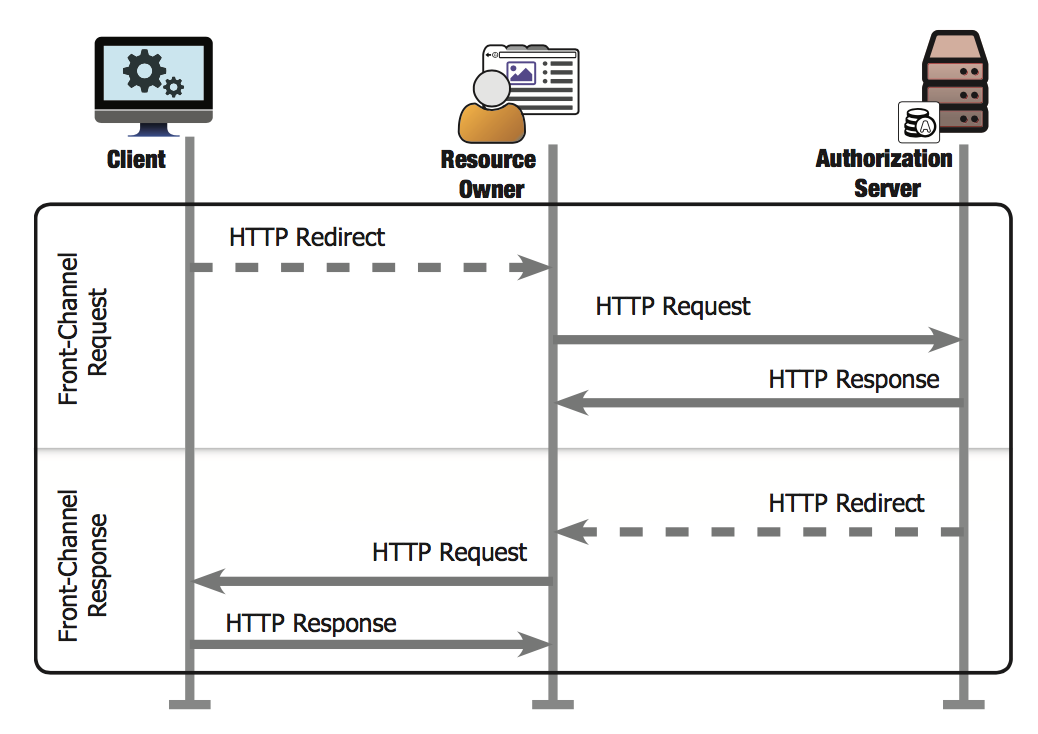 Client
Resource
Owner
Authorization
Server
A
Front-Channel
Request
HTTP Redirect
HTTP Request
HTTP Response
Front-Channel
Response
HTTP Redirect
HTTP Request
HTTP Response